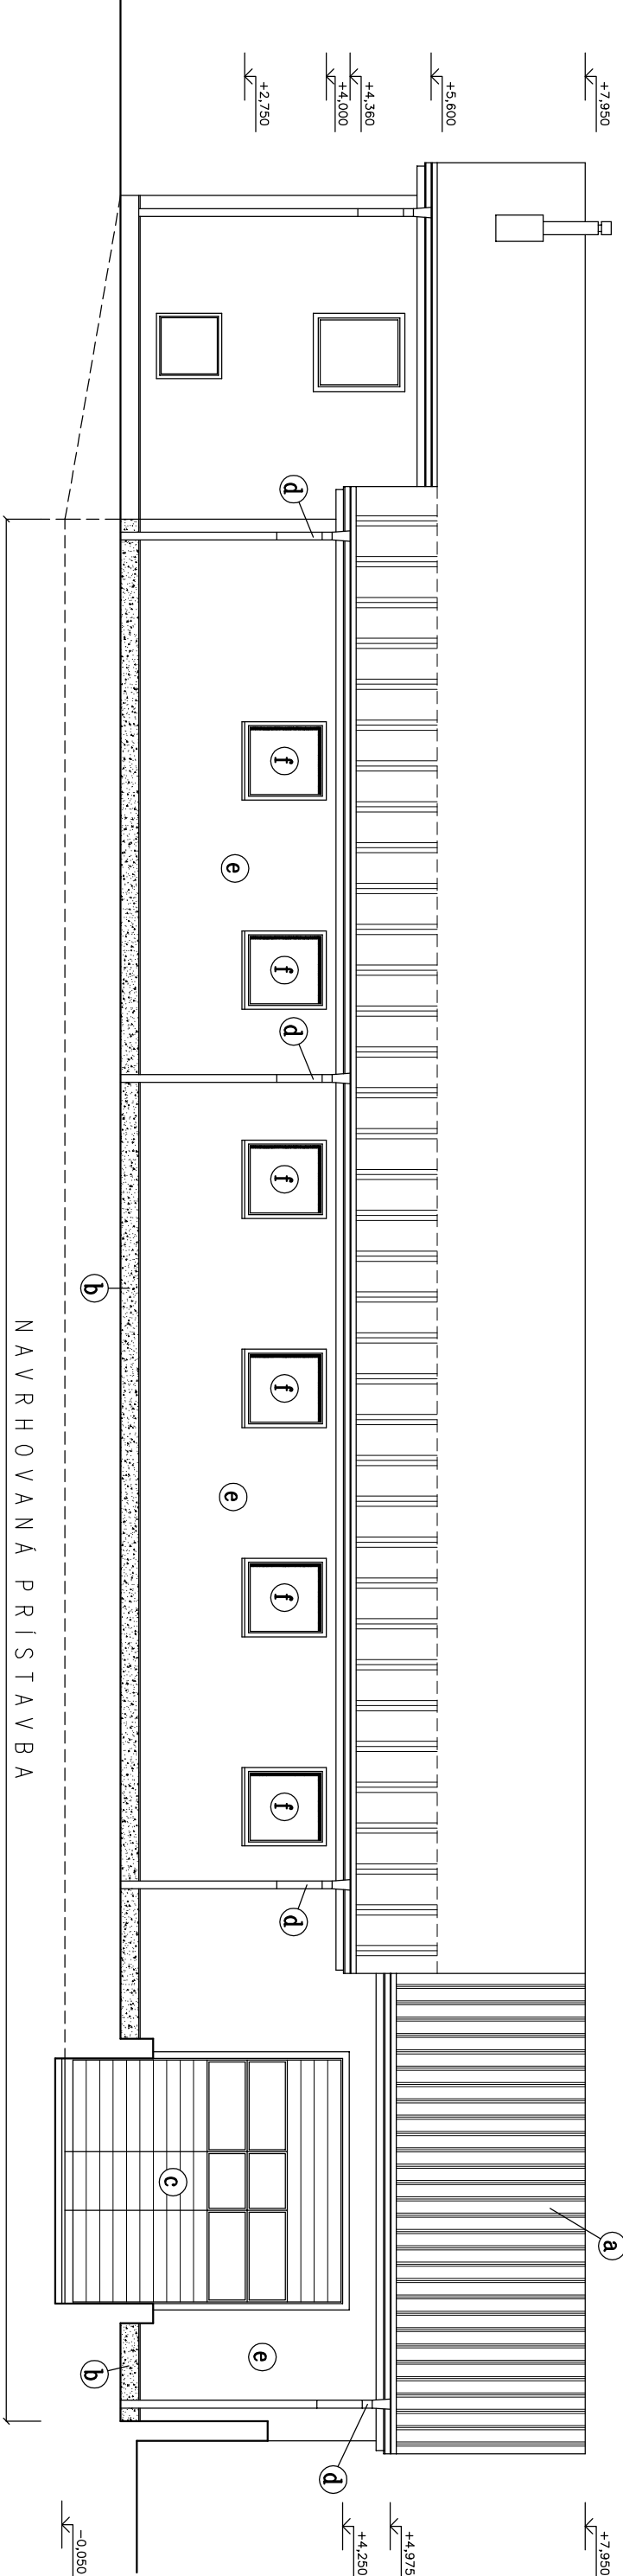 +7,950
+5,600
+4,360
+4,000
+2,750
a
d
d
d
d
f
f
f
f
f
f
e
e
e
c
b
b
+7,950
+4,975
+4,250
-0,050
NAVRHOVANÁ PRÍSTAVBA